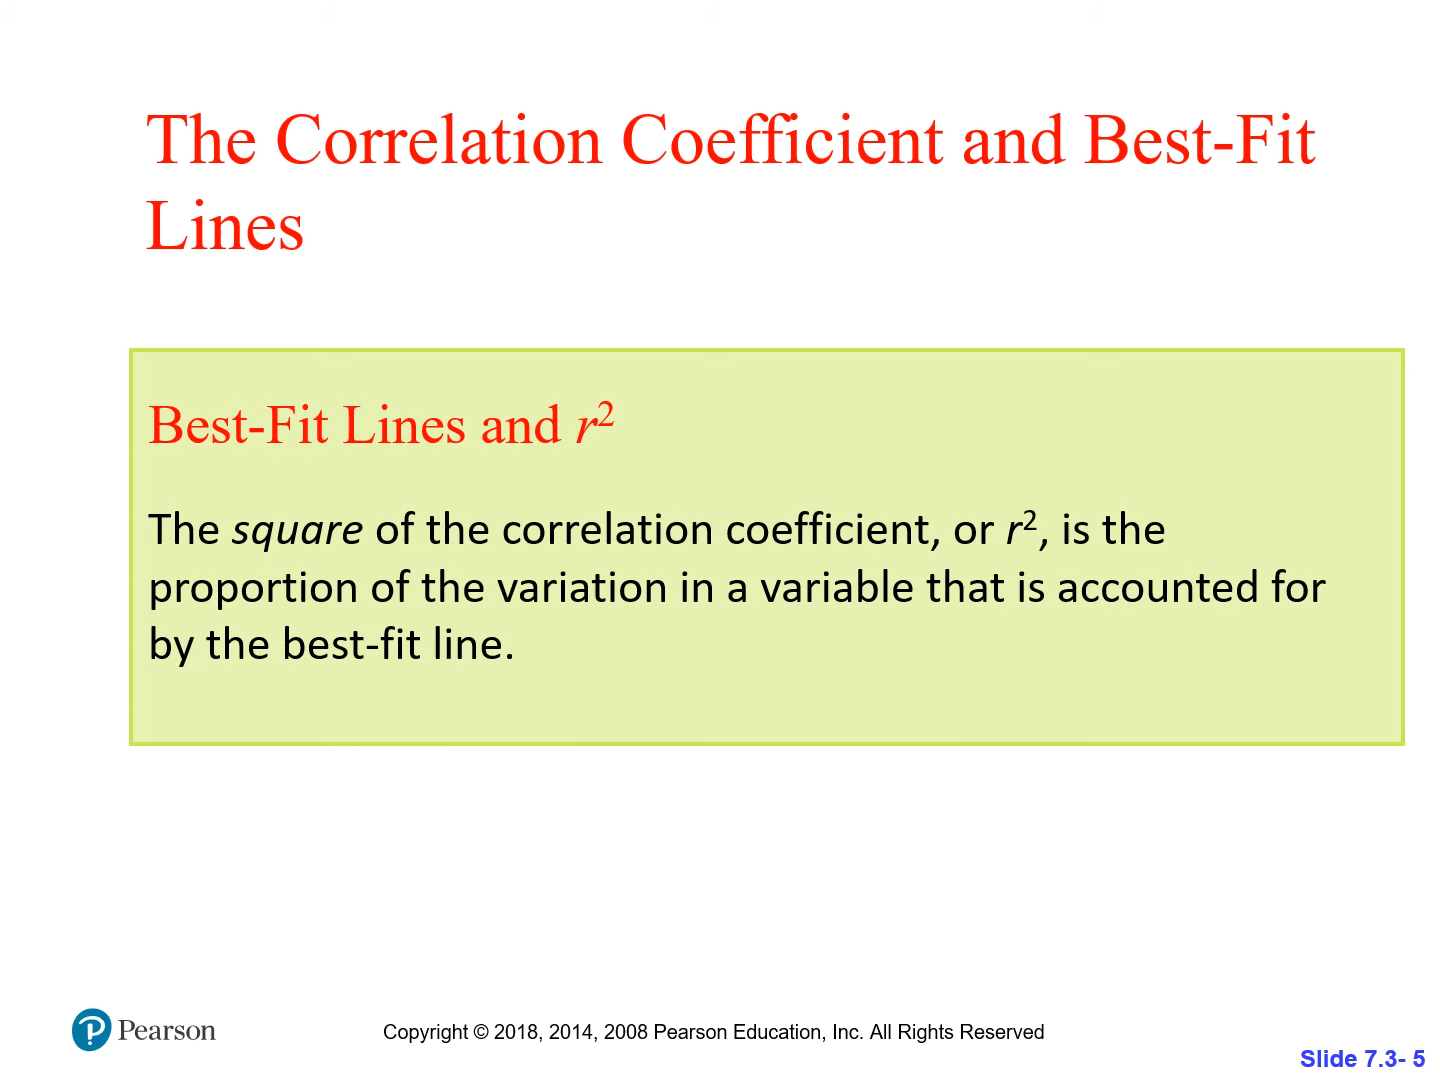 The Correlation Coefficient and Best-Fit
Lines
Best-Fit Lines and r²
The square of the correlation coefficient, or r², is the
proportion of the variation in a variable that is accounted for
by the best-fit line.
Pearson
Copyright © 2018, 2014, 2008 Pearson Education, Inc. All Rights Reserved
Slide 7.3- 5